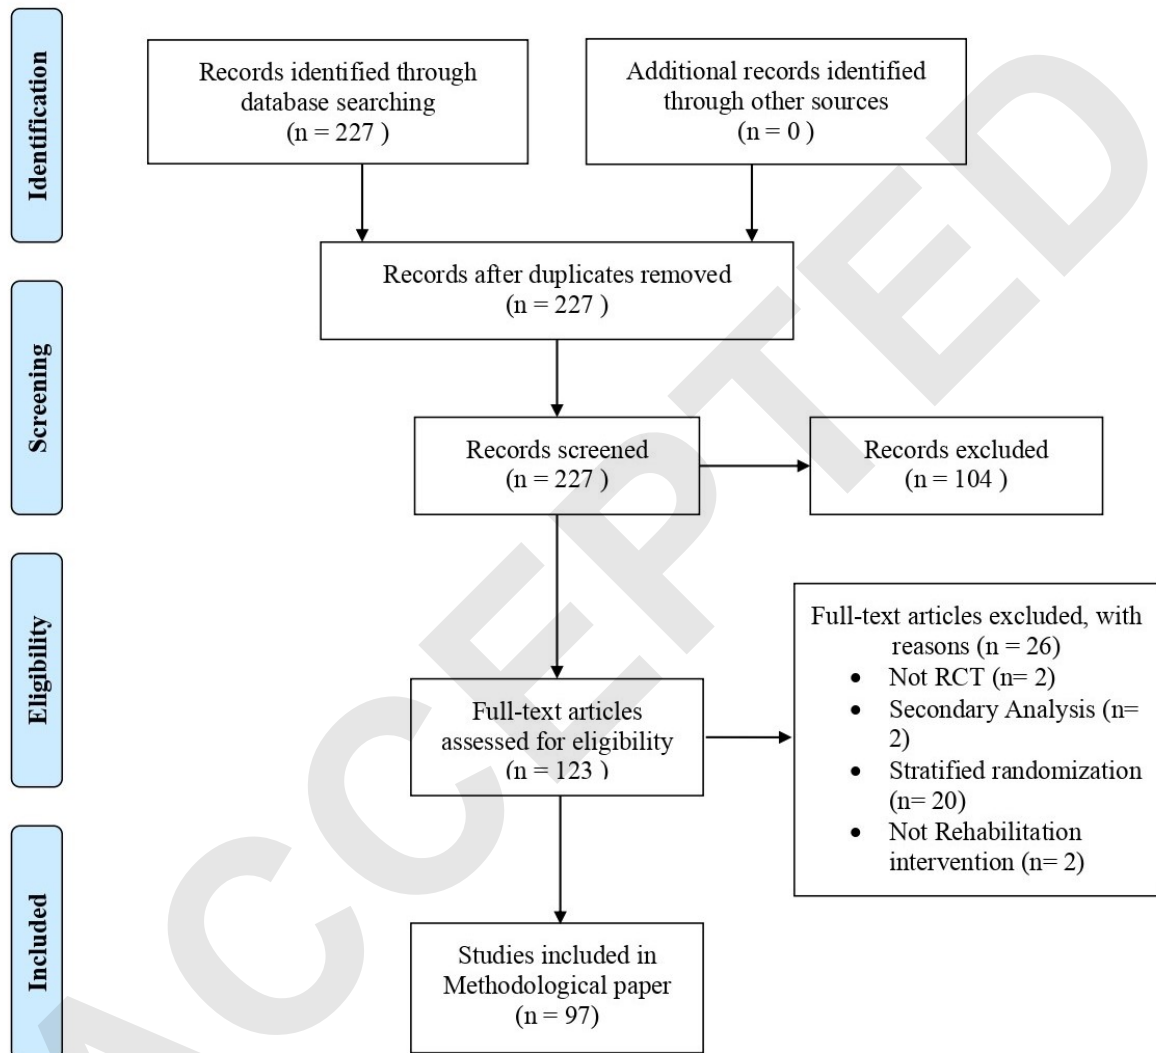 Identification
Records identified through
database searching
(n = 227 )
Additional records identified
through other sources
(n = 0 )
Records after duplicates removed
(n = 227 )
Screening
Records screened
(n = 227 )
Records excluded
(n = 104 )
Eligibility
Full-text articles
assessed for eligibility
(n = 123 )
Full-text articles excluded, with
reasons (n = 26)
• Not RCT (n= 2)
• Secondary Analysis (n=
2)
• Stratified randomization
(n= 20)
• Not Rehabilitation
intervention (n= 2)
Included
Studies included in
Methodological paper
(n = 97)
ACCEPTED